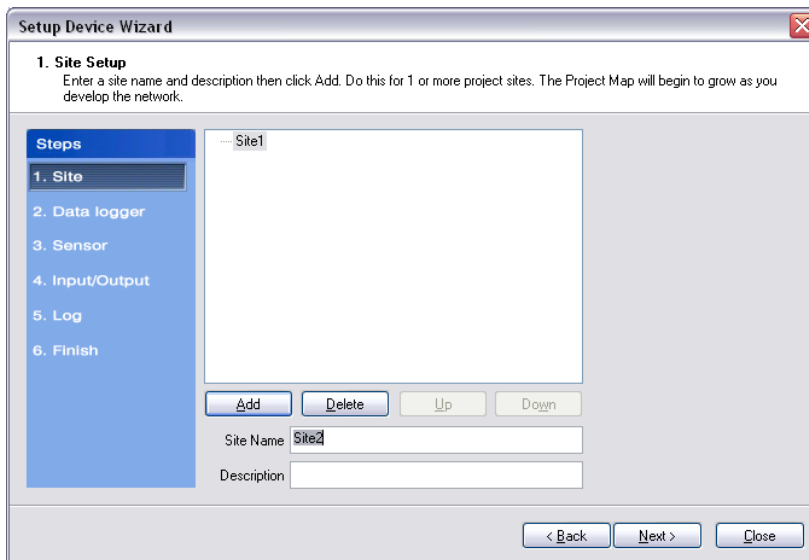 Setup Device Wizard
1. Site Setup
Enter a site name and description then click Add. Do this for 1 or more project sites. The Project Map will begin to grow as you
develop the network.
Steps
1. Site
2. Data logger
3. Sensor
4. Input/Output
5. Log
6. Finish
Site1
Add Delete Up Down
Site Name Site2
Description
< Back Next > Close